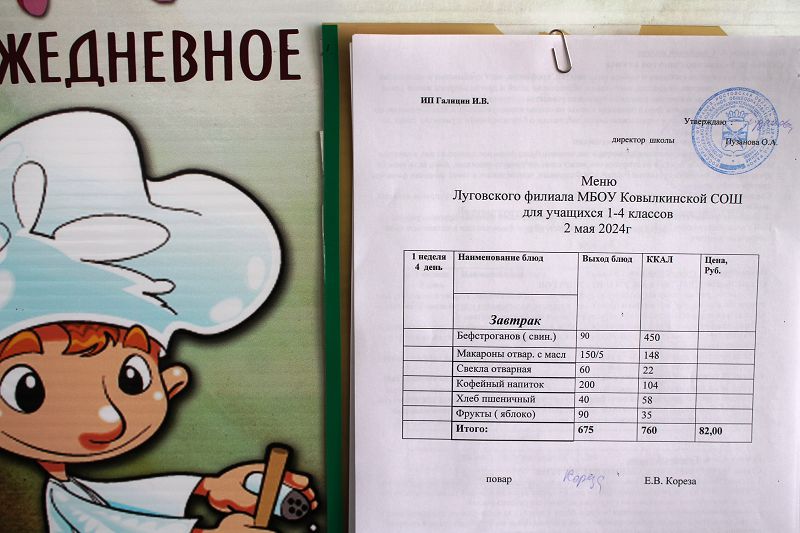 ЖЕДНЕВНОЕ
ИП Галицин И.В.
Утверждаю
директор школы Пузанова О.А.
Меню
Луговского филиала МБОУ Ковылкинской СОШ
для учащихся 1-4 классов
2 мая 2024г
1 неделя Наименование блюд Выход блюд ККАЛ Цена,
4 день Руб.
Завтрак
Бефстроганов ( свин.) 90 450
Макароны отвар. с масл 150/5 148
Свекла отварная 60 22
Кофейный напиток 200 104
Хлеб пшеничный 40 58
Фрукты ( яблоко) 90 35
Итого: 675 760 82,00
повар Е.В. Кореза